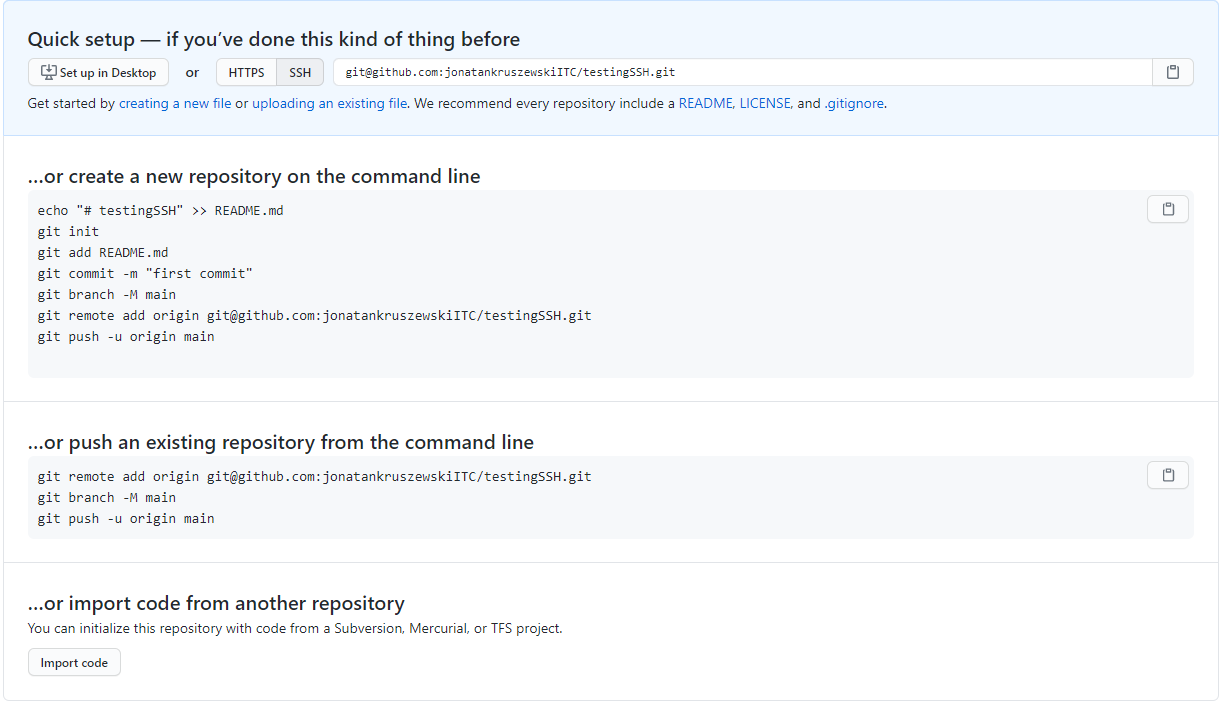 Quick setup — if you’ve done this kind of thing before
Set up in Desktop or HTTPS SSH git@github.com:jonatankruszewskiITC/testingSSH.git
Get started by creating a new file or uploading an existing file. We recommend every repository include a README, LICENSE, and .gitignore.
…or create a new repository on the command line
echo "# testingSSH" >> README.md
git init
git add README.md
git commit -m "first commit"
git branch -M main
git remote add origin git@github.com:jonatankruszewskiITC/testingSSH.git
git push -u origin main
…or push an existing repository from the command line
git remote add origin git@github.com:jonatankruszewskiITC/testingSSH.git
git branch -M main
git push -u origin main
…or import code from another repository
You can initialize this repository with code from a Subversion, Mercurial, or TFS project.
Import code